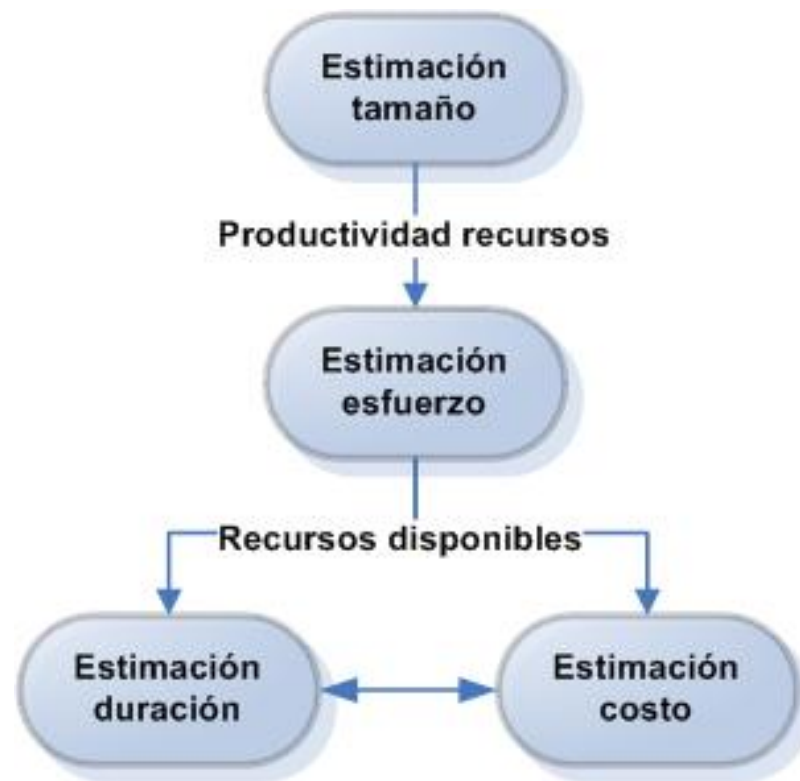 Estimación
tamaño
Productividad recursos
Estimación
esfuerzo
Recursos disponibles
Estimación
duración
Estimación
costo